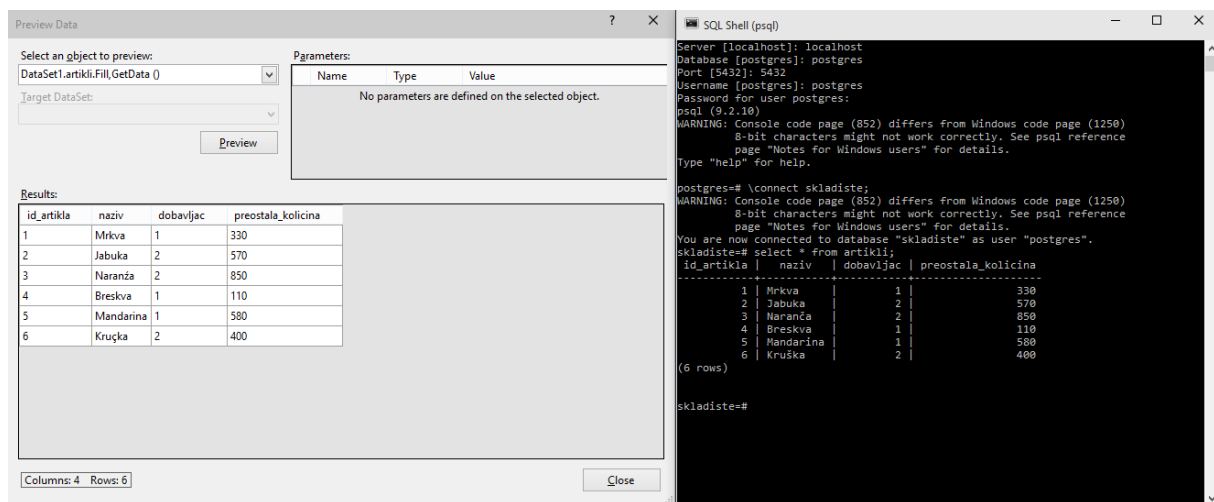 Preview Data
? ×
Select an object to preview:
DataSet1.artikli.Fill,GetData ()
Target DataSet:
Preview
Parameters:
Name Type Value
No parameters are defined on the selected object.
Results:
id_artikla naziv dobavljac preostala_kolicina
1 Mrkva 1 330
2 Jabuka 2 570
3 Naranźa 2 850
4 Breskva 1 110
5 Mandarina 1 580
6 Kruçka 2 400
Columns: 4 Rows: 6
Close
SQL Shell (psql)
Server [localhost]: localhost
Database [postgres]: postgres
Port [5432]: 5432
Username [postgres]: postgres
Password for user postgres:
psql (9.2.10)
WARNING: Console code page (852) differs from Windows code page (1250)
8-bit characters might not work correctly. See psql reference
page "Notes for Windows users" for details.
Type "help" for help.
postgres=# \connect skladiste;
WARNING: Console code page (852) differs from Windows code page (1250)
8-bit characters might not work correctly. See psql reference
page "Notes for Windows users" for details.
You are now connected to database "skladiste" as user "postgres".
skladiste=# select * from artikli;
id_artikla | naziv | dobavljac | preostala_kolicina
------------+-----------+-----------+--------------------
1 | Mrkva | 1 | 330
2 | Jabuka | 2 | 570
3 | Naranča | 2 | 850
4 | Breskva | 1 | 110
5 | Mandarina | 1 | 580
6 | Kruška | 2 | 400
(6 rows)
skladiste=#